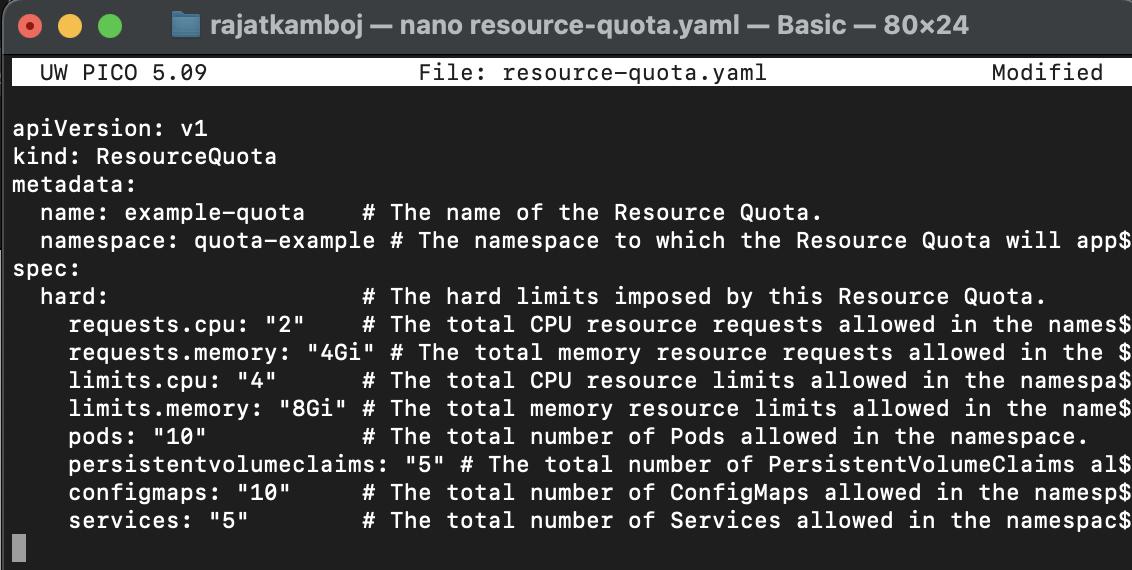 rajatkamboj — nano resource-quota.yaml — Basic — 80×24
UW PICO 5.09 File: resource-quota.yaml Modified
apiVersion: v1
kind: ResourceQuota
metadata:
  name: example-quota    # The name of the Resource Quota.
  namespace: quota-example # The namespace to which the Resource Quota will app$
spec:
  hard:                  # The hard limits imposed by this Resource Quota.
    requests.cpu: "2"    # The total CPU resource requests allowed in the names$
    requests.memory: "4Gi" # The total memory resource requests allowed in the $
    limits.cpu: "4"      # The total CPU resource limits allowed in the namespa$
    limits.memory: "8Gi" # The total memory resource limits allowed in the name$
    pods: "10"           # The total number of Pods allowed in the namespace.
    persistentvolumeclaims: "5" # The total number of PersistentVolumeClaims al$
    configmaps: "10"     # The total number of ConfigMaps allowed in the namesp$
    services: "5"        # The total number of Services allowed in the namespac$